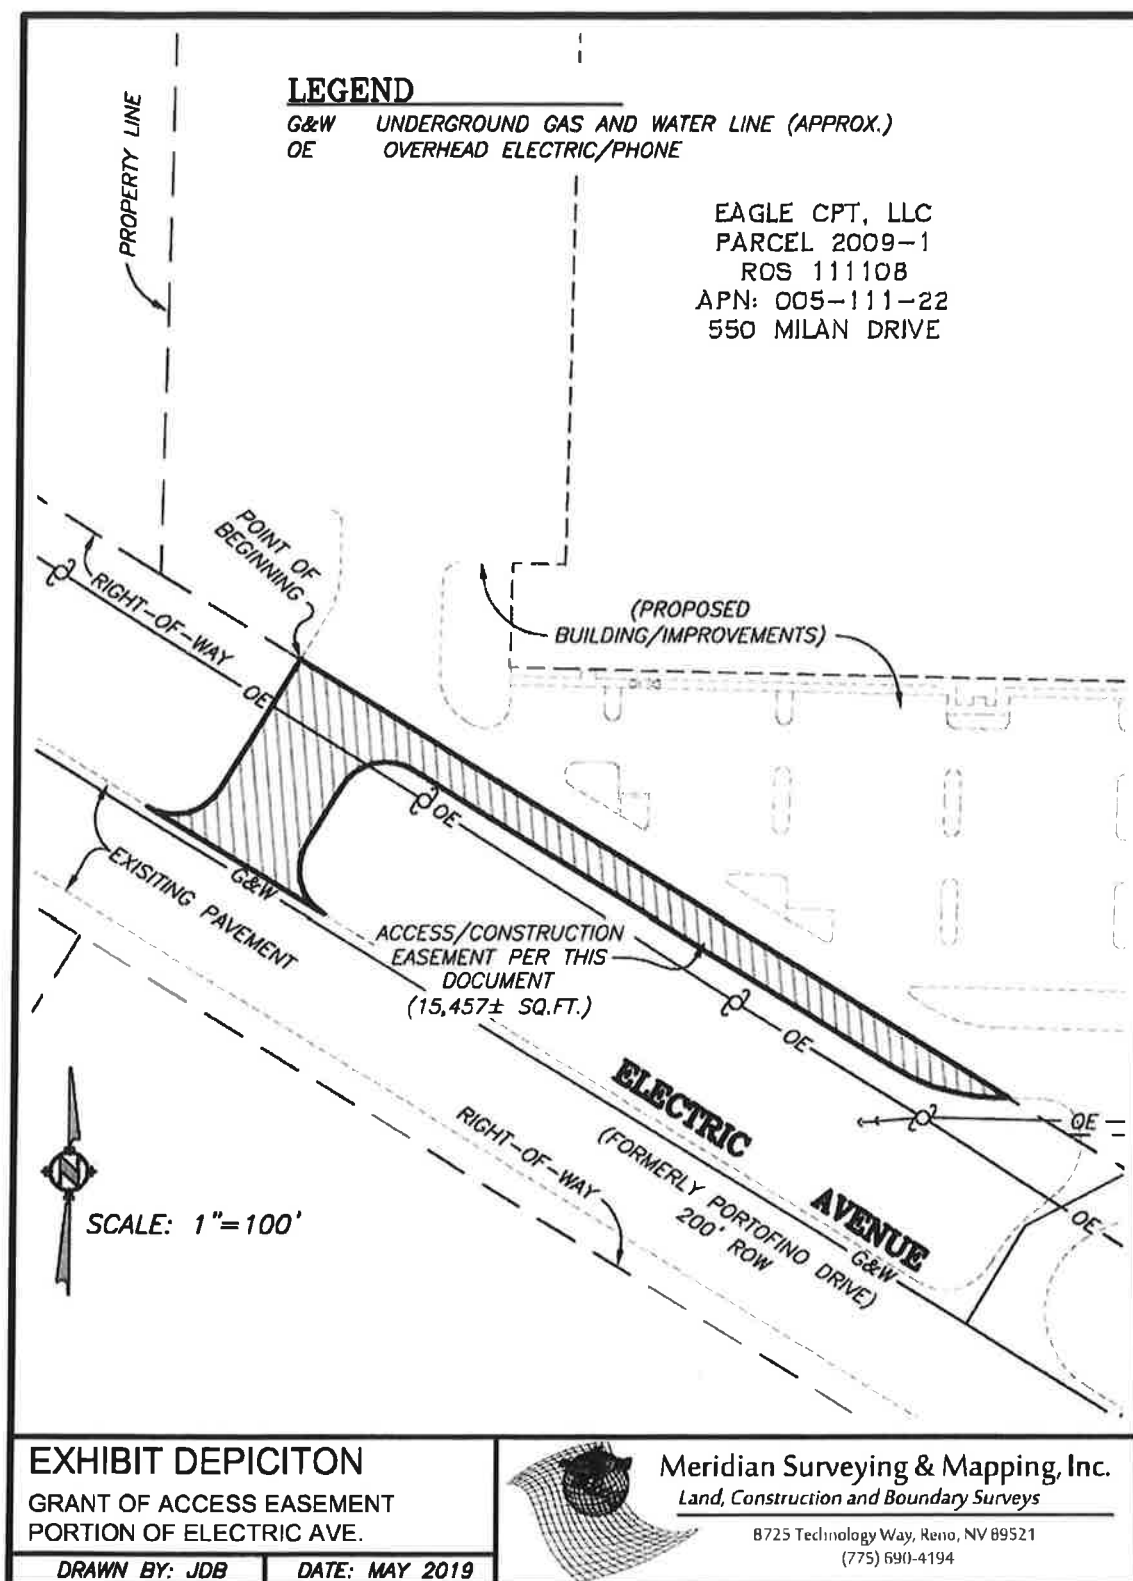 LEGEND
G&W UNDERGROUND GAS AND WATER LINE (APPROX.)
OE OVERHEAD ELECTRIC/PHONE
PROPERTY LINE
EAGLE CPT, LLC
PARCEL 2009-1
ROS 111108
APN: 005-111-22
550 MILAN DRIVE
POINT OF
BEGINNING
RIGHT-OF-WAY
(PROPOSED
BUILDING/IMPROVEMENTS)
OE
OE
EXISITING PAVEMENT
G&W
ACCESS/CONSTRUCTION
EASEMENT PER THIS
DOCUMENT
(15,457± SQ.FT.)
OE
ELECTRIC
AVENUE
OE
RIGHT-OF-WAY
(FORMERLY PORTOFINO DRIVE)
200' ROW
G&W
OE
N
SCALE: 1"=100'
EXHIBIT DEPICITON
GRANT OF ACCESS EASEMENT
PORTION OF ELECTRIC AVE.
DRAWN BY: JDB DATE: MAY 2019
Meridian Surveying & Mapping, Inc.
Land, Construction and Boundary Surveys
8725 Technology Way, Reno, NV 89521
(775) 690-4194